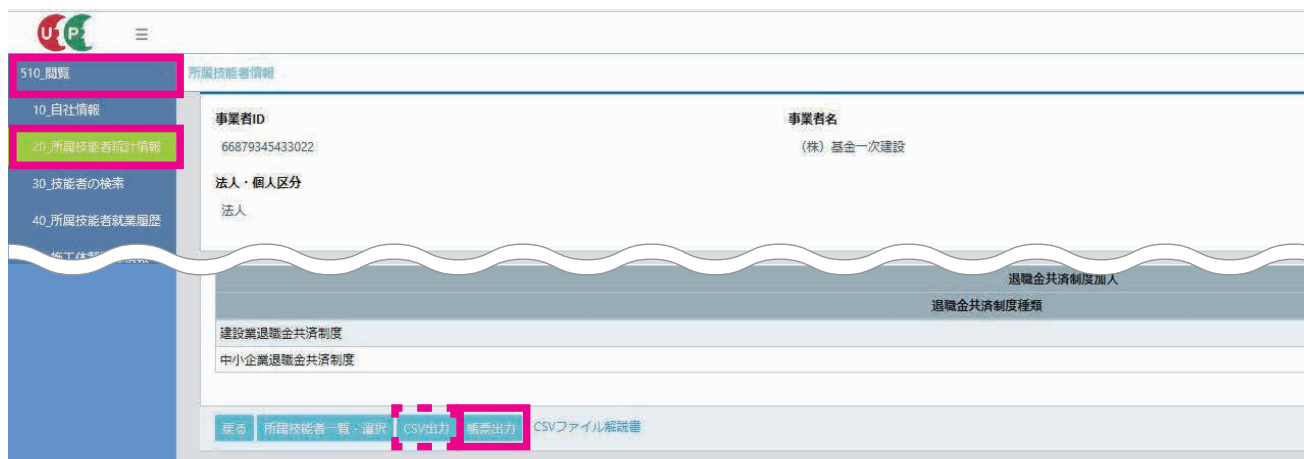 510_閲覧
10_自社情報
20_所属技能者統計情報
30_技能者の検索
40_所属技能者就業履歴
所属技能者情報
事業者ID
66879345433022
事業者名
（株）基金一次建設
法人・個人区分
法人
退職金共済制度加入
退職金共済制度種類
建設業退職金共済制度
中小企業退職金共済制度
戻る 所属技能者一覧・選択 CSV出力 帳票出力 CSVファイル解説書